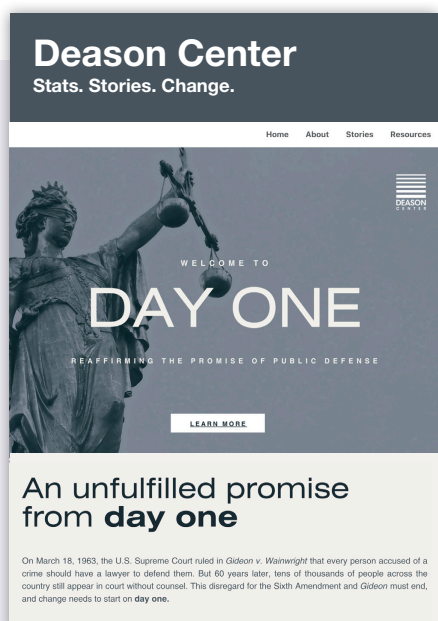 Deason Center
Stats. Stories. Change.
Home About Stories Resources
DEASON
CENTER
WELCOME TO
DAY ONE
REAFFIRMING THE PROMISE OF PUBLIC DEFENSE
LEARN MORE
An unfulfilled promise
from day one
On March 18, 1963, the U.S. Supreme Court ruled in Gideon v. Wainwright that every person accused of a
crime should have a lawyer to defend them. But 60 years later, tens of thousands of people across the
country still appear in court without counsel. This disregard for the Sixth Amendment and Gideon must end,
and change needs to start on day one.